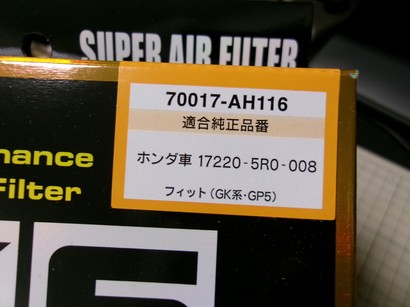 SUPER AIR FILTER
70017-AH116
適合純正品番
ホンダ車 17220-5R0-008
フィット(GK系・GP5)
mance
Filter